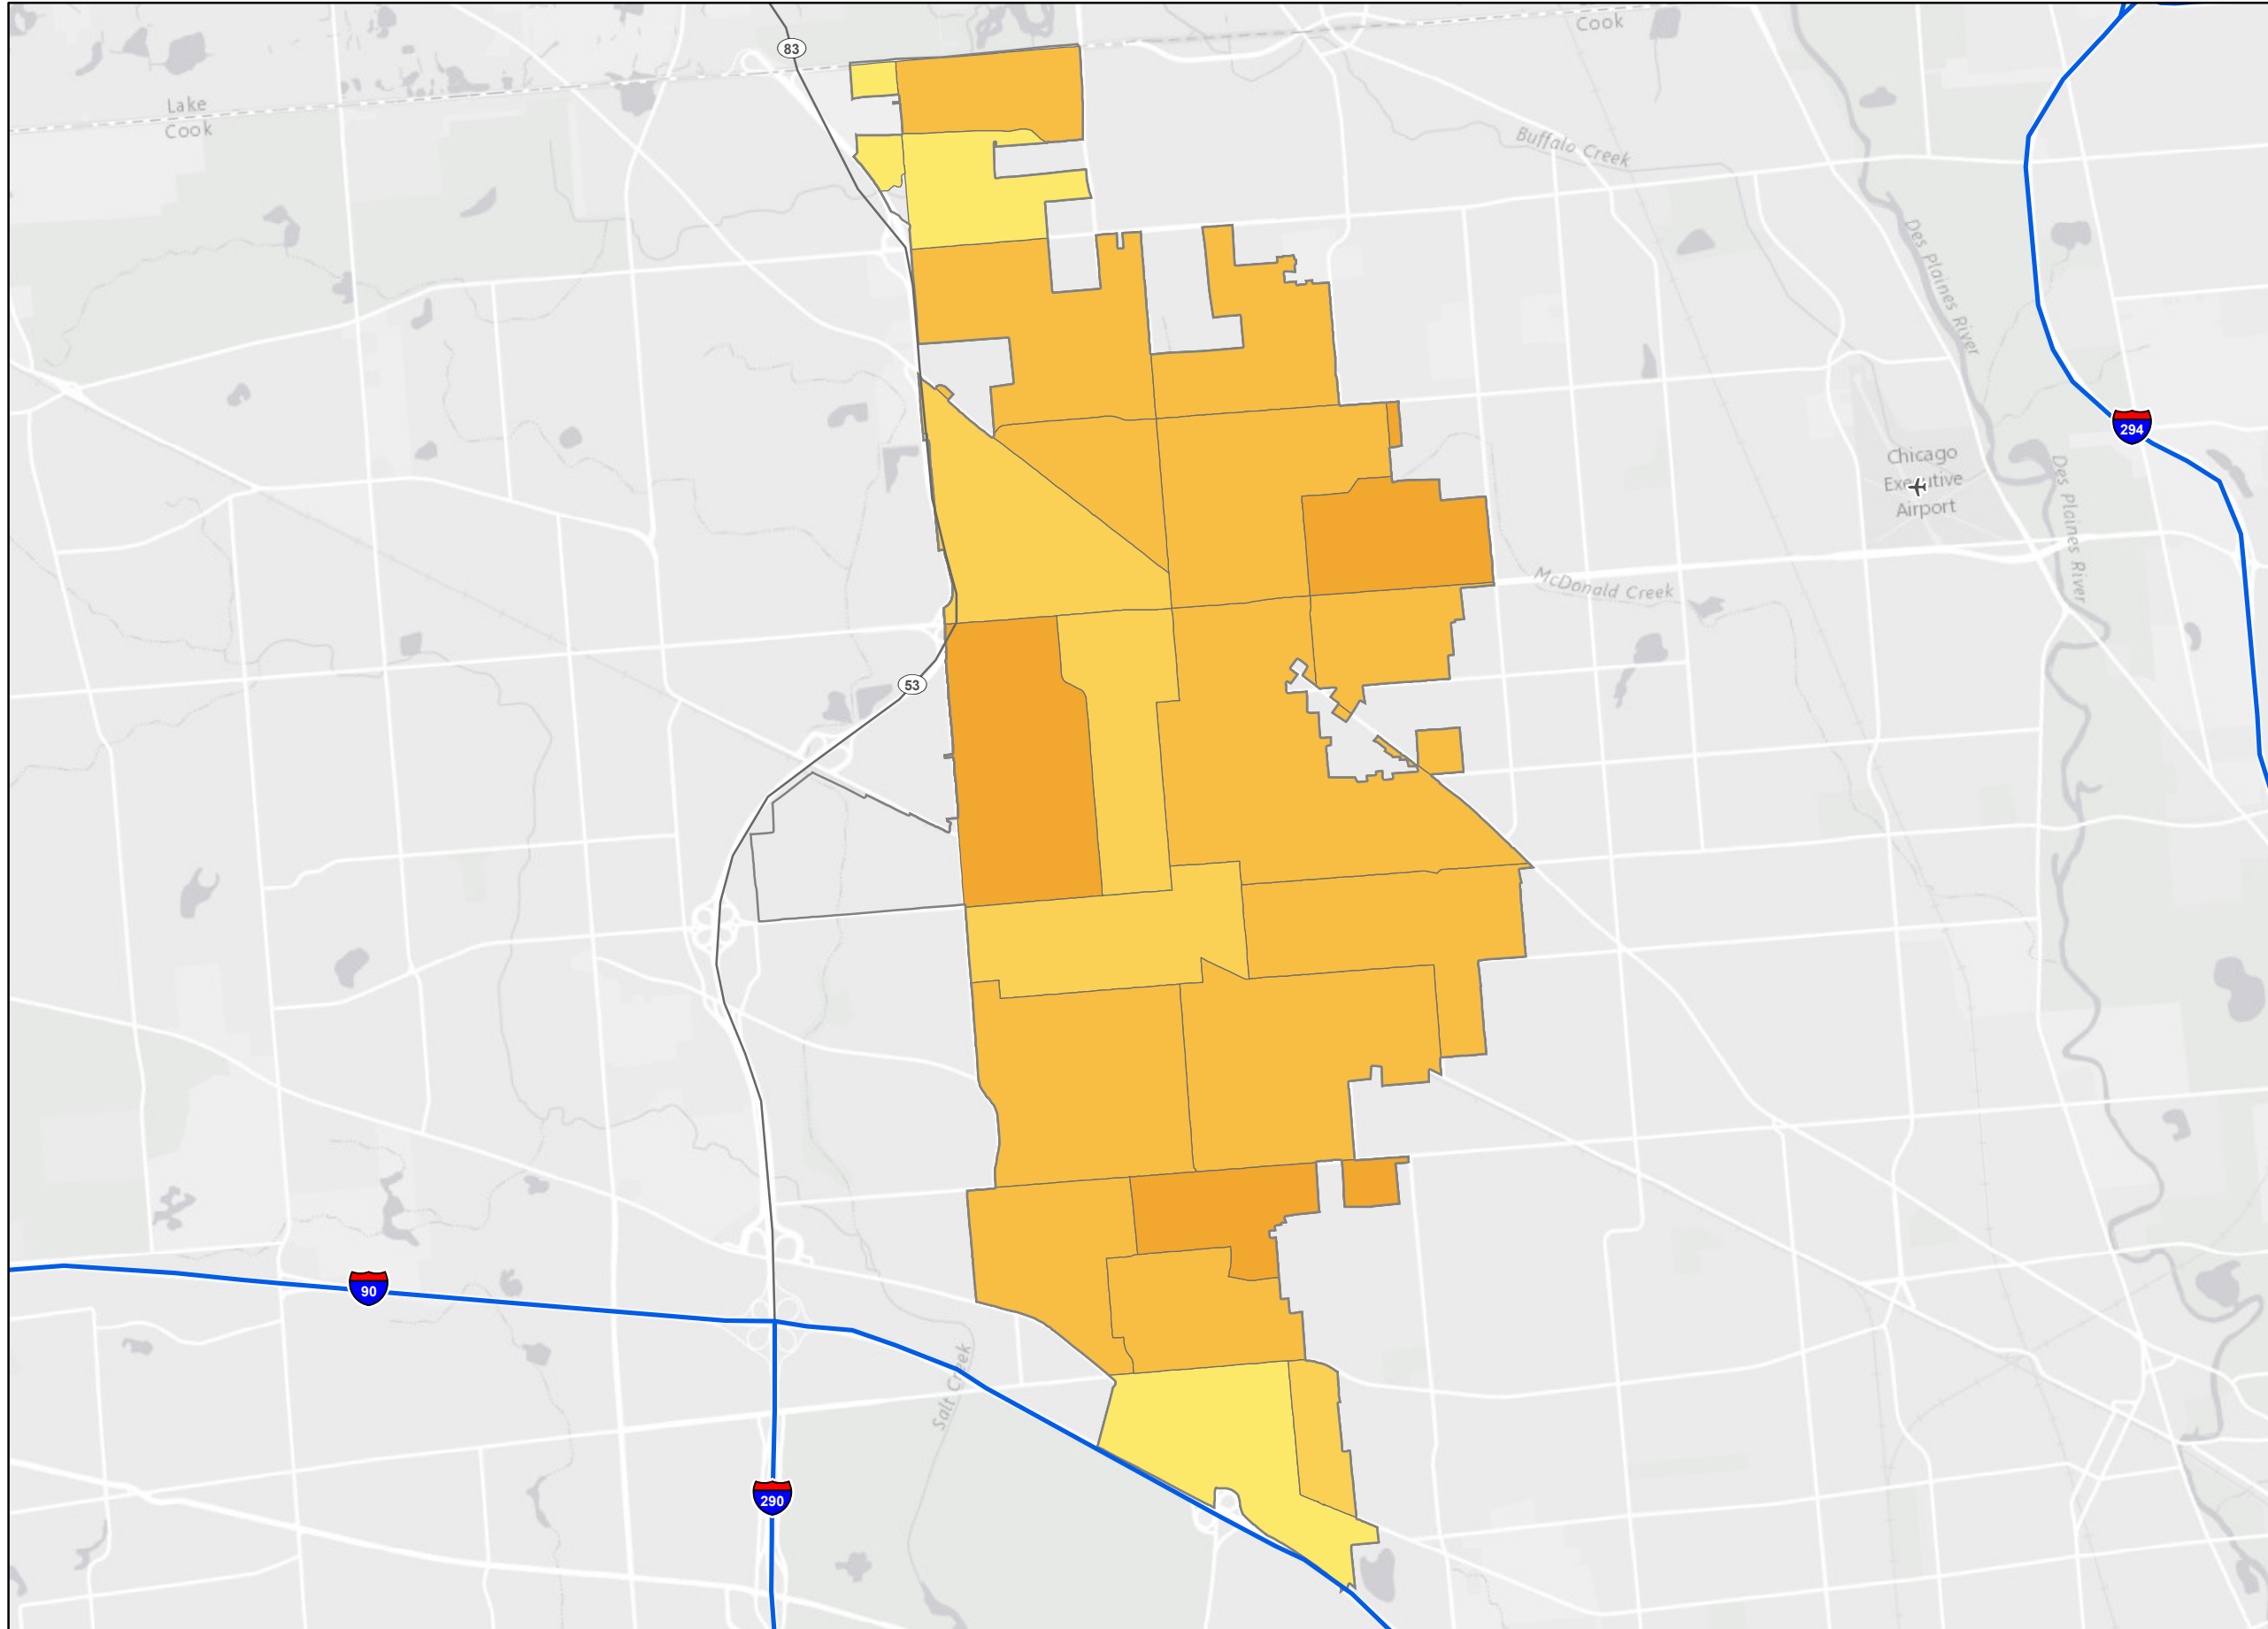 83
Cook
Lake
Cook
Buffalo Creek
Des Plaines River
294
Chicago
Executive
Airport
Des Plaines River
McDonald Creek
53
90
Salt Creek
290